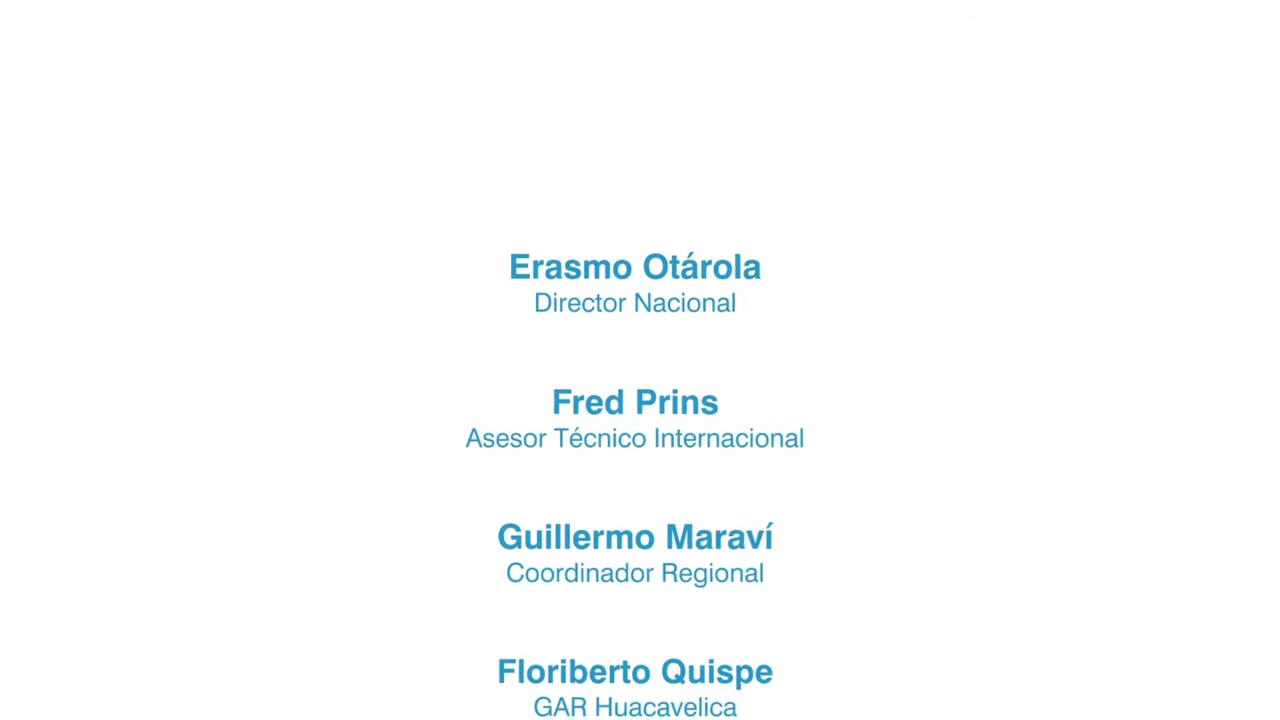 Erasmo Otárola
Director Nacional
Fred Prins
Asesor Técnico Internacional
Guillermo Maraví
Coordinador Regional
Floriberto Quispe
GAR Huacavelica